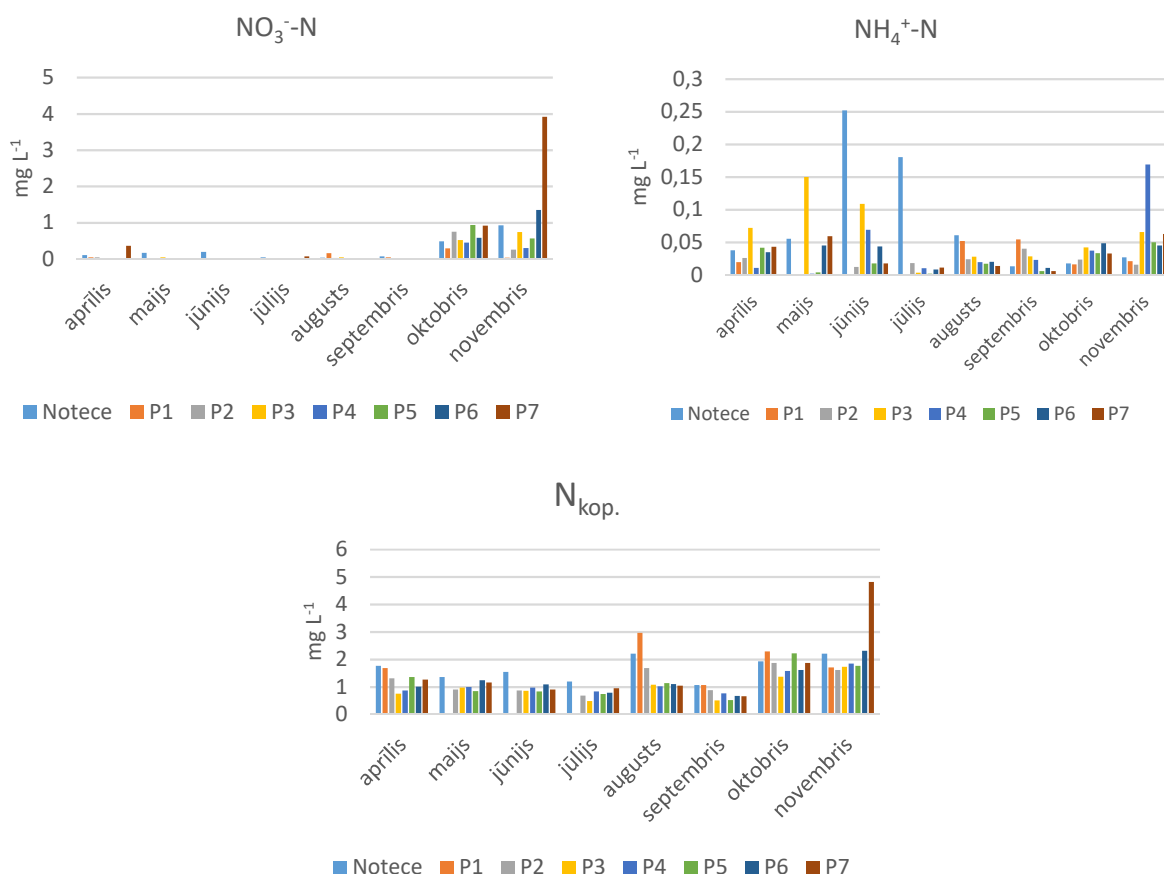 NO₃⁻-N
5
4
3
2
1
0
mg L⁻¹
aprīlis
maijs
jūnijs
jūlijs
augusts
septembris
oktobris
novembris
Notece P1 P2 P3 P4 P5 P6 P7
NH₄⁺-N
0,3
0,25
0,2
0,15
0,1
0,05
0
mg L⁻¹
aprīlis
maijs
jūnijs
jūlijs
augusts
septembris
oktobris
novembris
Notece P1 P2 P3 P4 P5 P6 P7
N kop.
6
5
4
3
2
1
0
mg L⁻¹
aprīlis
maijs
jūnijs
jūlijs
augusts
septembris
oktobris
novembris
Notece P1 P2 P3 P4 P5 P6 P7